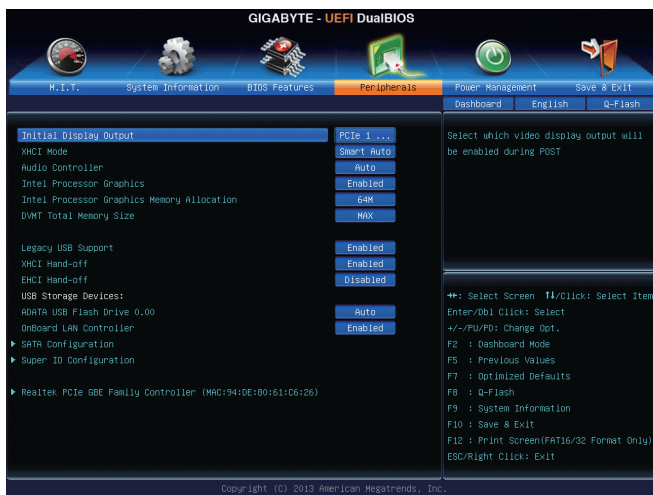 GIGABYTE - UEFI DualBIOS
M.I.T. System Information BIOS Features Peripherals Power Management Save & Exit
Dashboard English Q-Flash
Initial Display Output PCIe 1 ...
XHCI Mode Smart Auto
Audio Controller Auto
Intel Processor Graphics Enabled
Intel Processor Graphics Memory Allocation 64M
DVMT Total Memory Size MAX
Legacy USB Support Enabled
XHCI Hand-off Enabled
EHCI Hand-off Disabled
USB Storage Devices:
ADATA USB Flash Drive 0.00 Auto
OnBoard LAN Controller Enabled
SATA Configuration
Super IO Configuration
Realtek PCIe GBE Family Controller (MAC:94:DE:80:61:C6:26)
Select which video display output will
be enabled during POST
↔: Select Screen ↑↓/Click: Select Item
Enter/Dbl Click: Select
+/-/PU/PD: Change Opt.
F2 : Dashboard Mode
F5 : Previous Values
F7 : Optimized Defaults
F8 : Q-Flash
F9 : System Information
F10 : Save & Exit
F12 : Print Screen(FAT16/32 Format Only)
ESC/Right Click: Exit
Copyright (C) 2013 American Megatrends, Inc.